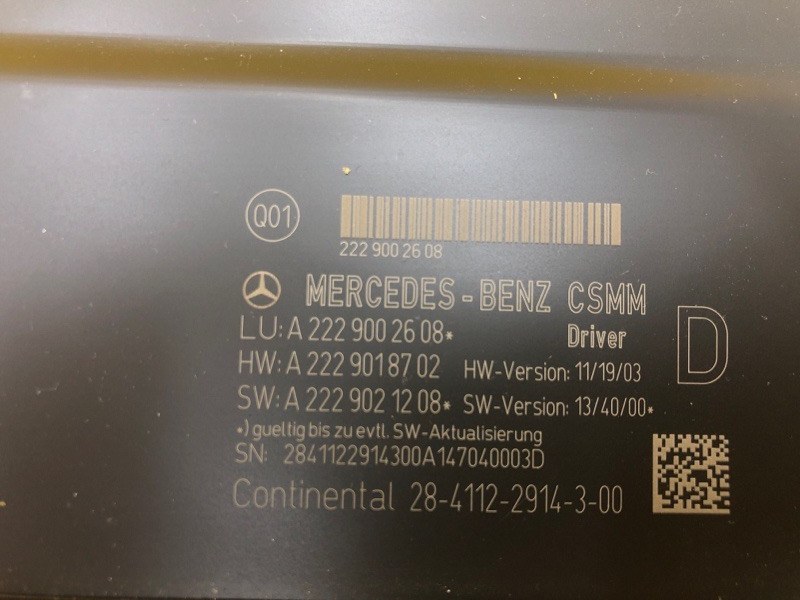 Q01
222 900 26 08
MERCEDES-BENZ CSMM
LU: A 222 900 26 08*
Driver
D
HW: A 222 901 87 02 HW-Version: 11/19/03
SW: A 222 902 12 08* SW-Version: 13/40/00*
*) gueltig bis zu evtl. SW-Aktualisierung
SN: 2841122914300A147040003D
Continental 28-4112-2914-3-00